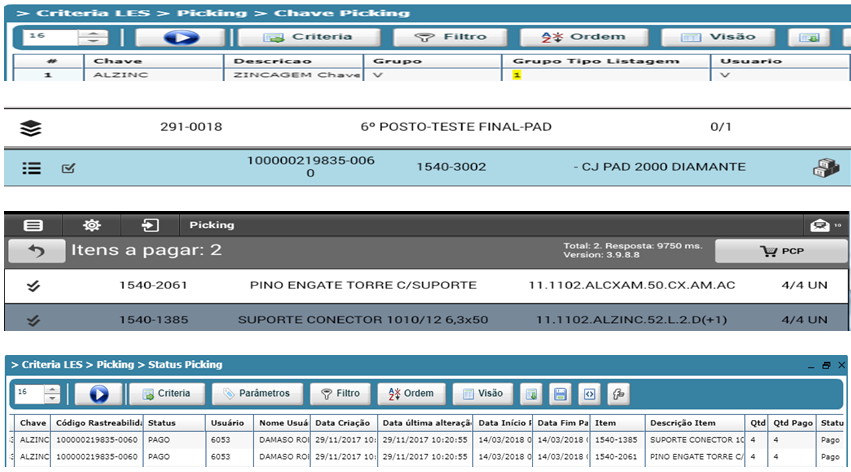 > Criteria LES > Picking > Chave Picking
16 Criteria Filtro Ordem Visão
# Chave Descricao Grupo Grupo Tipo Listagem Usuario
1 ALZINC ZINCAGEM Chave V 1 V
291-0018 6º POSTO-TESTE FINAL-PAD 0/1
100000219835-006
0 1540-3002 - CJ PAD 2000 DIAMANTE
Picking
Itens a pagar: 2 Total: 2. Resposta: 9750 ms.
Version: 3.9.8.8 PCP
1540-2061 PINO ENGATE TORRE C/SUPORTE 11.1102.ALCXAM.50.CX.AM.AC 4/4 UN
1540-1385 SUPORTE CONECTOR 1010/12 6,3x50 11.1102.ALZINC.52.L.2.D(+1) 4/4 UN
> Criteria LES > Picking > Status Picking
16 Criteria Parâmetros Filtro Ordem Visão
Chave Código Rastreabilida Status Usuário Nome Usuá Data Criação Data última alteraçã Data Início Data Fim Pa Item Descrição Item Qtd Qtd Pago Statu
ALZINC 100000219835-0060 PAGO 6053 DAMASO ROI 29/11/2017 10: 29/11/2017 10:20:55 14/03/2018 0 14/03/2018 1540-1385 SUPORTE CONECTOR 10 4 4 Pago
ALZINC 100000219835-0060 PAGO 6053 DAMASO ROI 29/11/2017 10: 29/11/2017 10:20:55 14/03/2018 0 14/03/2018 1540-2061 PINO ENGATE TORRE C/ 4 4 Pago